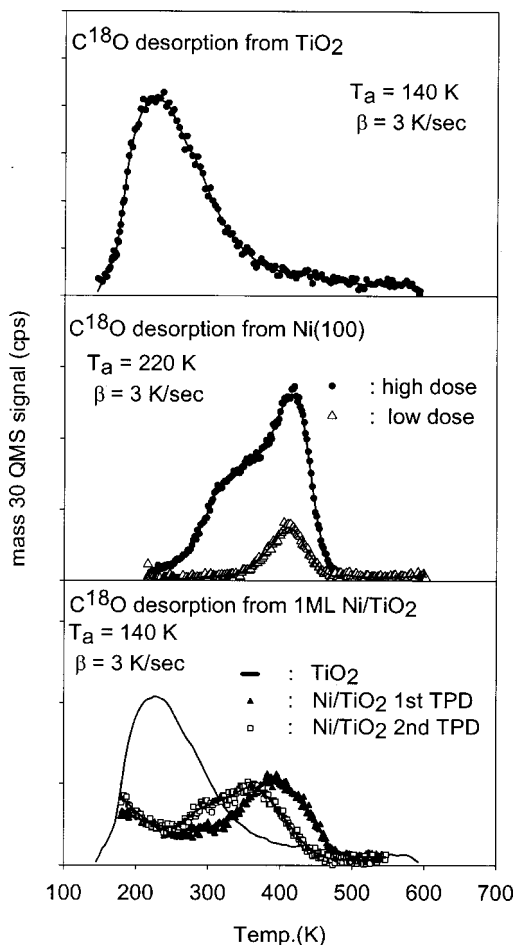 C¹⁸O desorption from TiO₂
Tₐ = 140 K
β = 3 K/sec
C¹⁸O desorption from Ni(100)
Tₐ = 220 K
β = 3 K/sec
: high dose
: low dose
mass 30 QMS signal (cps)
C¹⁸O desorption from 1ML Ni/TiO₂
Tₐ = 140 K
β = 3 K/sec
: TiO₂
: Ni/TiO₂ 1st TPD
: Ni/TiO₂ 2nd TPD
100 200 300 400 500 600 700
Temp.(K)